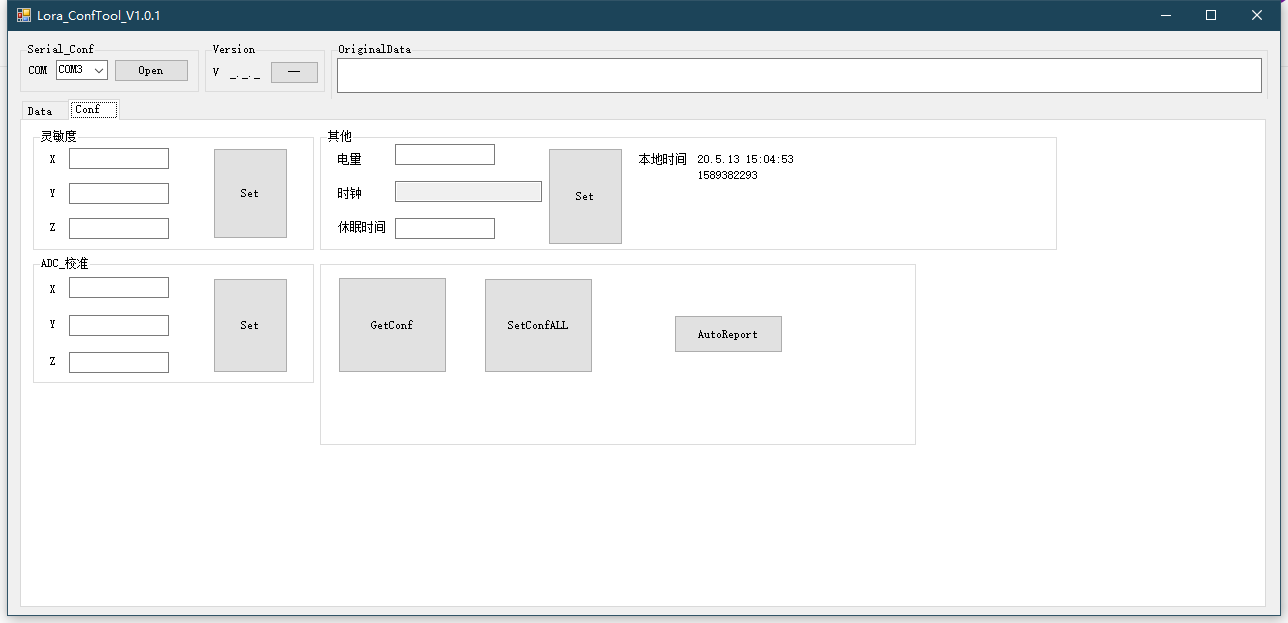 Lora_ConfTool_V1.0.1
Serial_Conf
COM COM3 Open
Version
V _._._ —
OriginalData
Data Conf
灵敏度
X
Y
Z
Set
其他
电量
时钟
休眠时间
Set
本地时间 20.5.13 15:04:53
1589382293
ADC_校准
X
Y
Z
Set
GetConf
SetConfALL
AutoReport